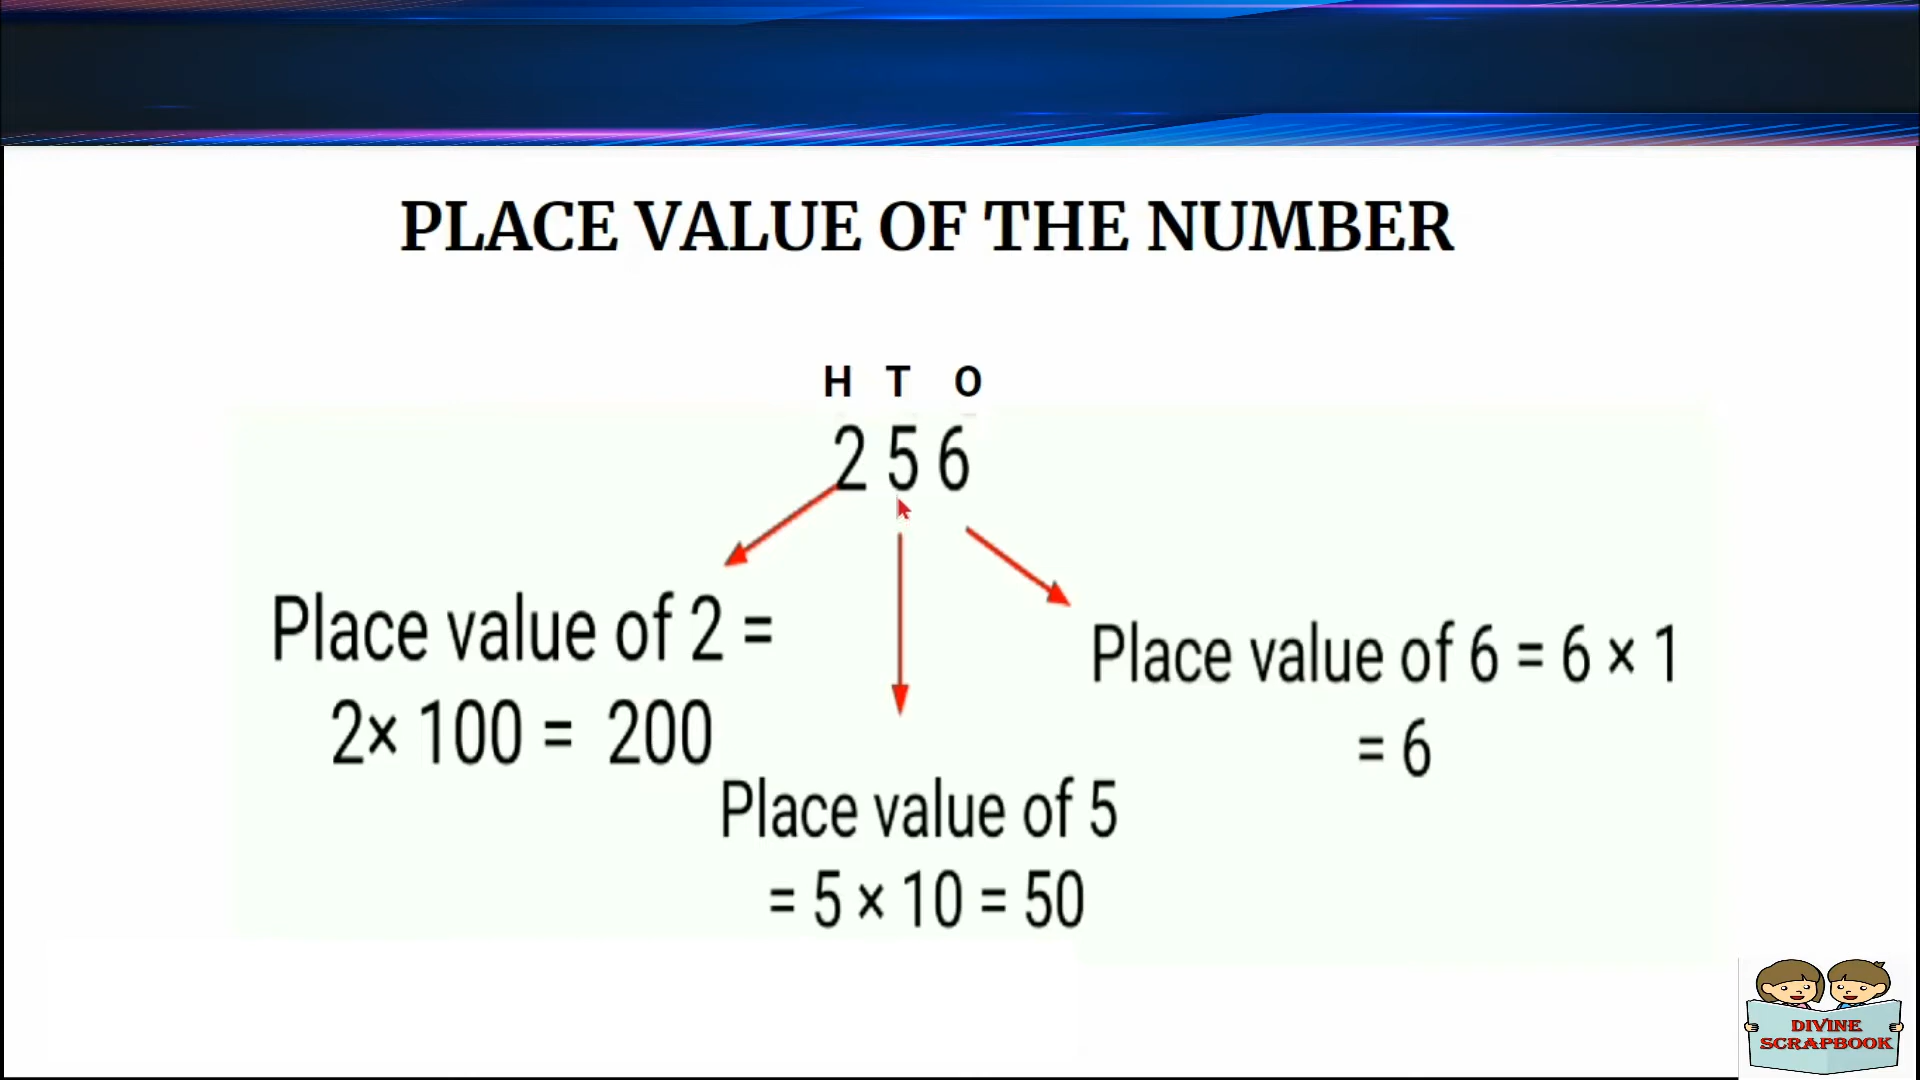 PLACE VALUE OF THE NUMBER
H T O
2 5 6
Place value of 2 =
2× 100 = 200
Place value of 5
= 5 × 10 = 50
Place value of 6 = 6 × 1
= 6
DIVINE
SCRAPBOOK